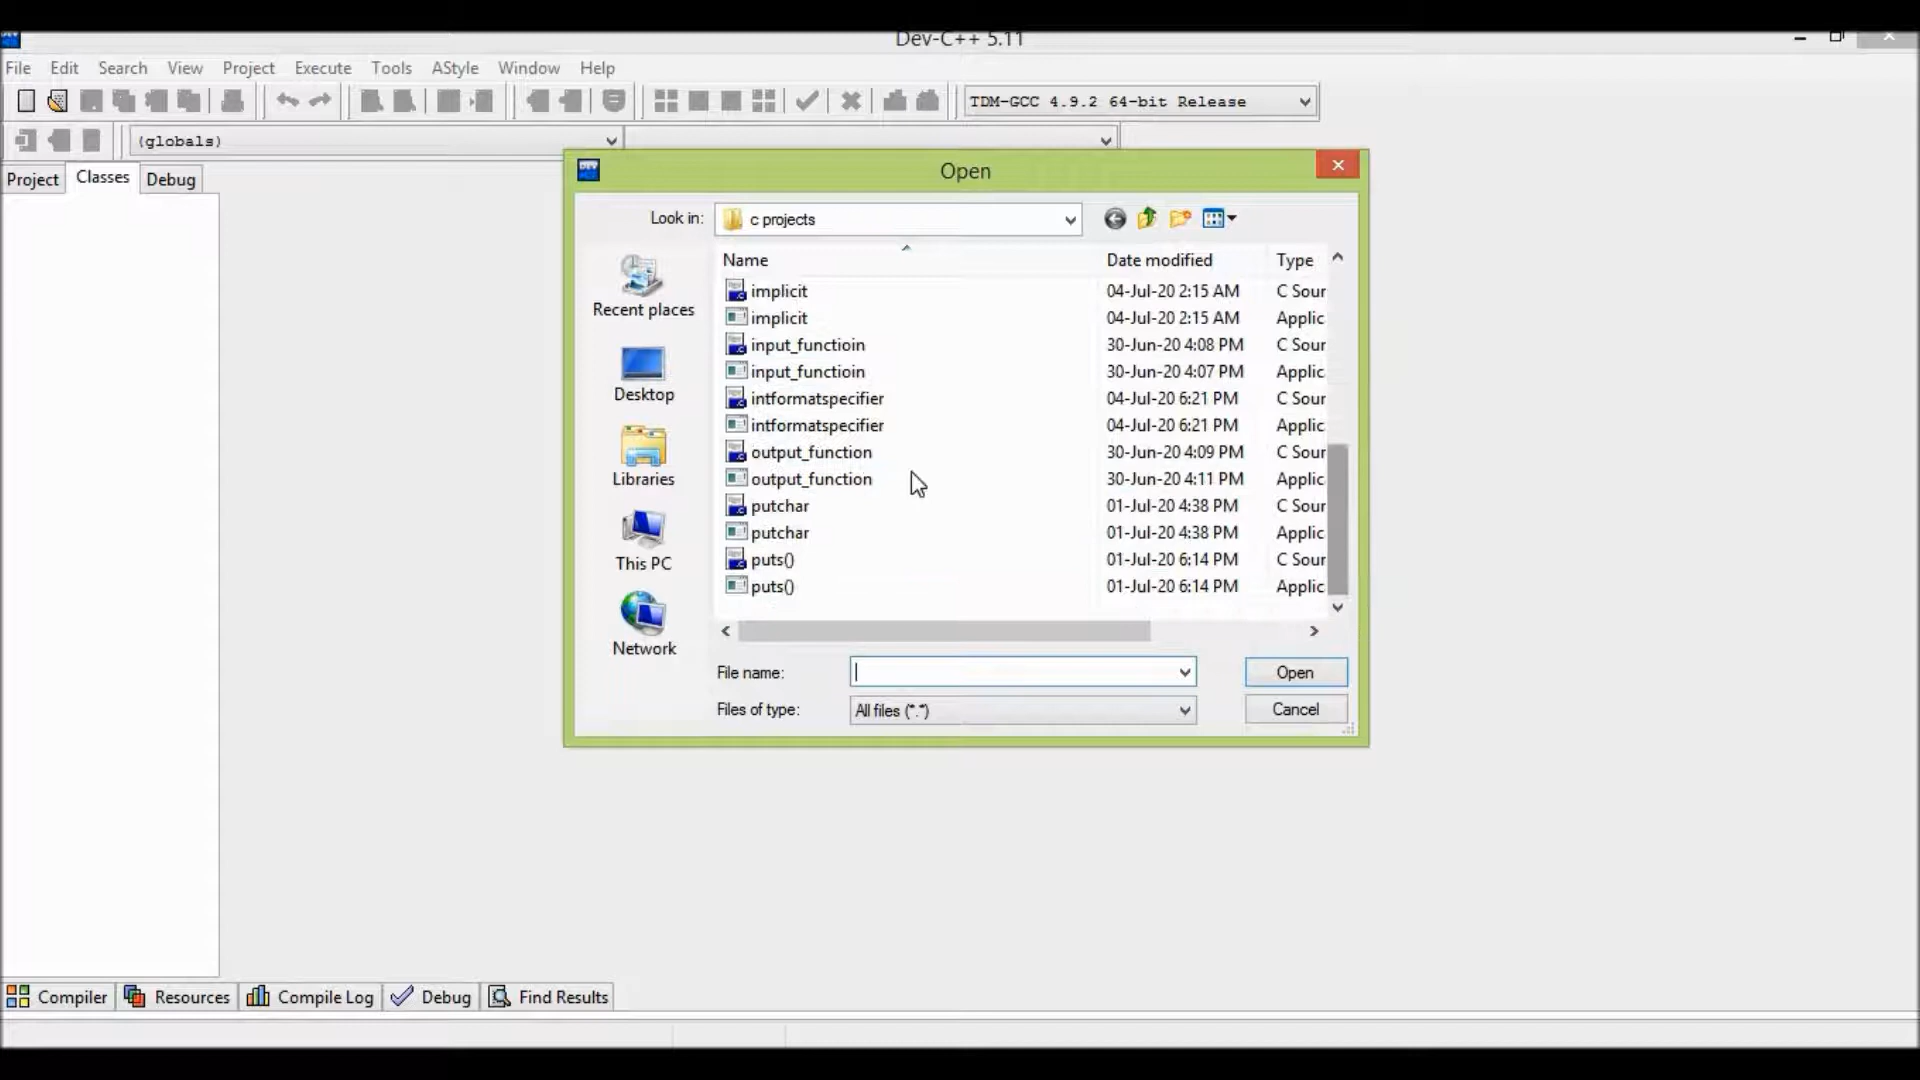 Dev-C++ 5.11
File Edit Search View Project Execute Tools AStyle Window Help
TDM-GCC 4.9.2 64-bit Release
(globals)
Project Classes Debug
DEV Open
Look in: c projects
Name Date modified Type
implicit 04-Jul-20 2:15 AM C Sour
implicit 04-Jul-20 2:15 AM Applic
input_functioin 30-Jun-20 4:08 PM C Sour
input_functioin 30-Jun-20 4:07 PM Applic
intformatspecifier 04-Jul-20 6:21 PM C Sour
intformatspecifier 04-Jul-20 6:21 PM Applic
output_function 30-Jun-20 4:09 PM C Sour
output_function 30-Jun-20 4:11 PM Applic
putchar 01-Jul-20 4:38 PM C Sour
putchar 01-Jul-20 4:38 PM Applic
puts() 01-Jul-20 6:14 PM C Sour
puts() 01-Jul-20 6:14 PM Applic
Recent places
Desktop
Libraries
This PC
Network
File name: Open
Files of type: All files (*.*) Cancel
Compiler Resources Compile Log Debug Find Results